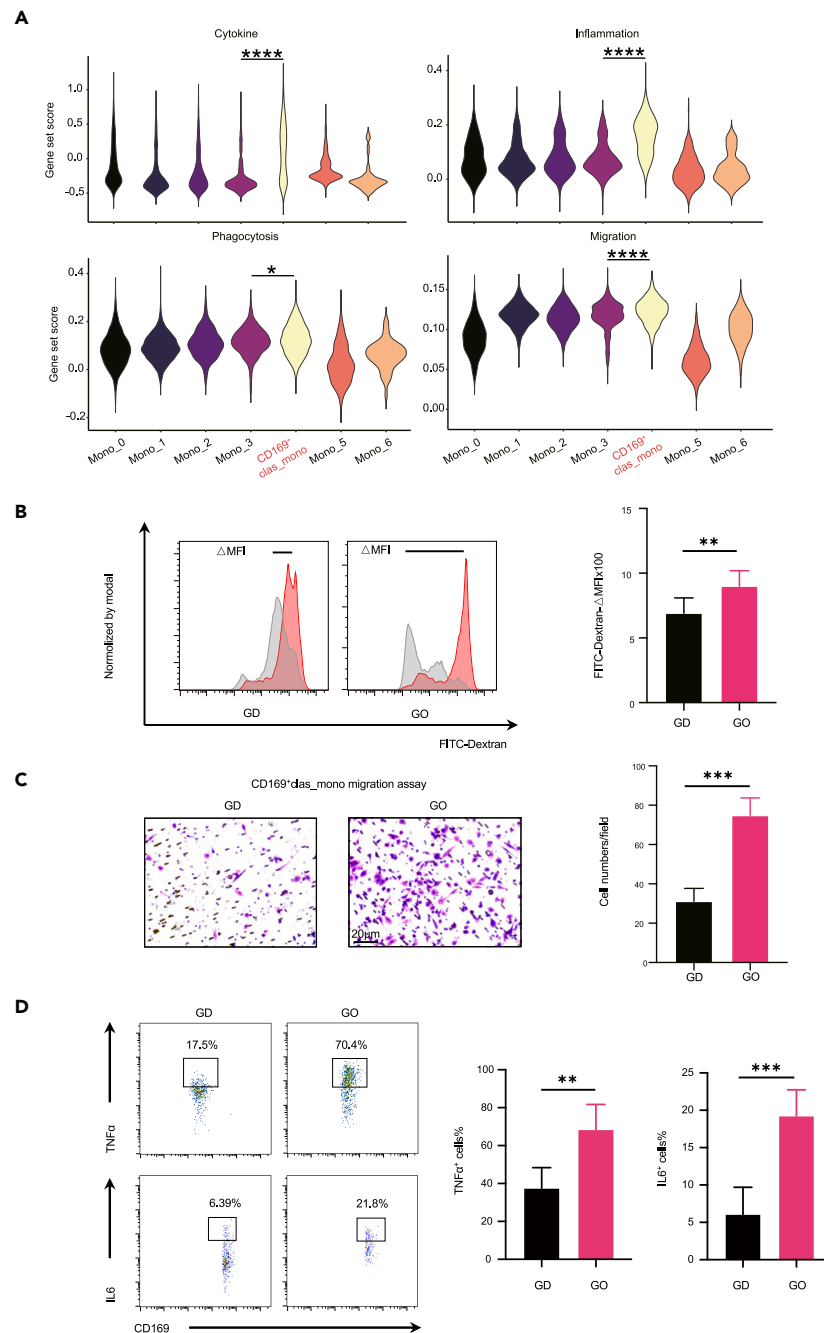 A
Cytokine
Inflammation
****
****
Gene set score
1.0
0.5
0.0
−0.5
0.4
0.2
0.0
Phagocytosis
Migration
*
****
Gene set score
0.4
0.2
0.0
−0.2
0.15
0.10
0.05
0.00
Mono_0
Mono_1
Mono_2
Mono_3
CD169⁺
clas_mono
Mono_5
Mono_6
Mono_0
Mono_1
Mono_2
Mono_3
CD169⁺
clas_mono
Mono_5
Mono_6
B
Normolized by modal
△MFI
△MFI
GD
GO
FITC-Dextran
FITC-Dextran-△MFIx100
15
10
5
0
**
GD
GO
C
CD169⁺clas_mono migration assay
GD
GO
20μm
Cell numbers/field
100
80
60
40
20
0
***
GD
GO
D
GD
GO
TNFα
17.5%
70.4%
IL6
6.39%
21.8%
CD169
TNFα⁺ cells%
100
80
60
40
20
0
**
GD
GO
IL6⁺ cells%
25
20
15
10
5
0
***
GD
GO